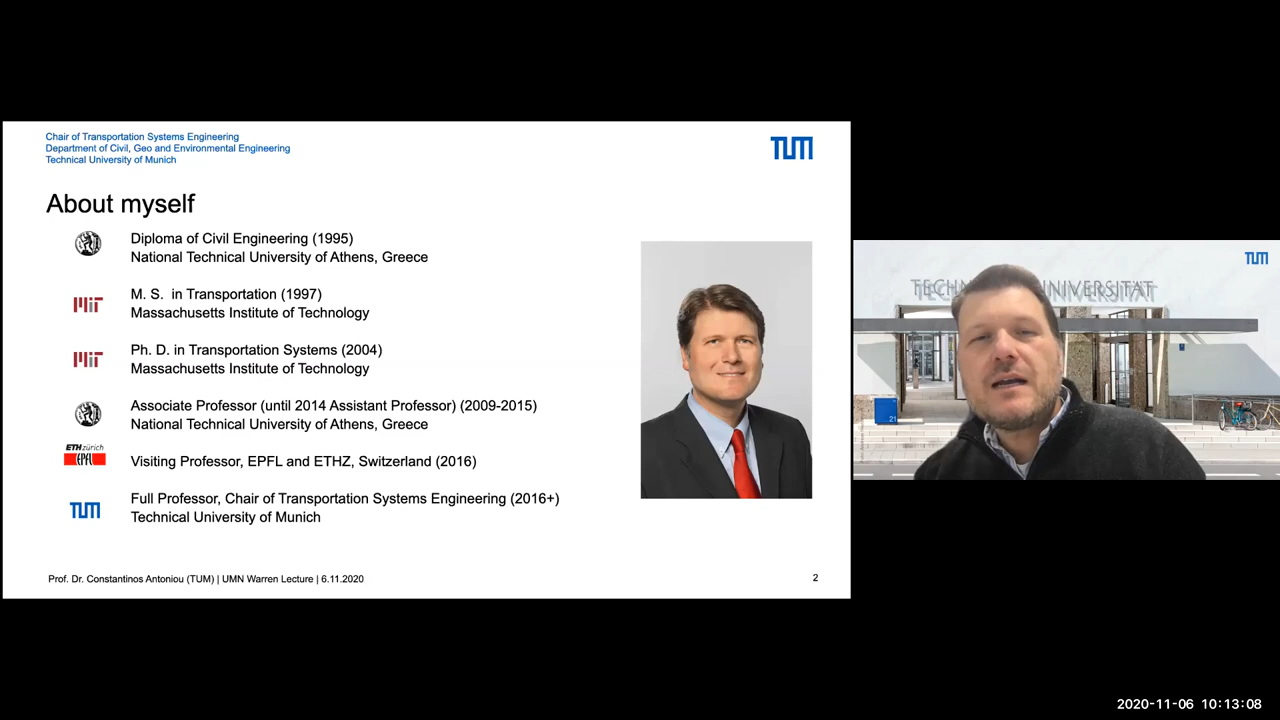 Chair of Transportation Systems Engineering
Department of Civil, Geo and Environmental Engineering
Technical University of Munich
TUM
About myself
Diploma of Civil Engineering (1995)
National Technical University of Athens, Greece
MIT
M. S. in Transportation (1997)
Massachusetts Institute of Technology
MIT
Ph. D. in Transportation Systems (2004)
Massachusetts Institute of Technology
Associate Professor (until 2014 Assistant Professor) (2009-2015)
National Technical University of Athens, Greece
ETH zürich
EPFL
Visiting Professor, EPFL and ETHZ, Switzerland (2016)
TUM
Full Professor, Chair of Transportation Systems Engineering (2016+)
Technical University of Munich
Prof. Dr. Constantinos Antoniou (TUM) | UMN Warren Lecture | 6.11.2020
2
TUM
TECHN UNIVERSITÄT
21
2020-11-06 10:13:08